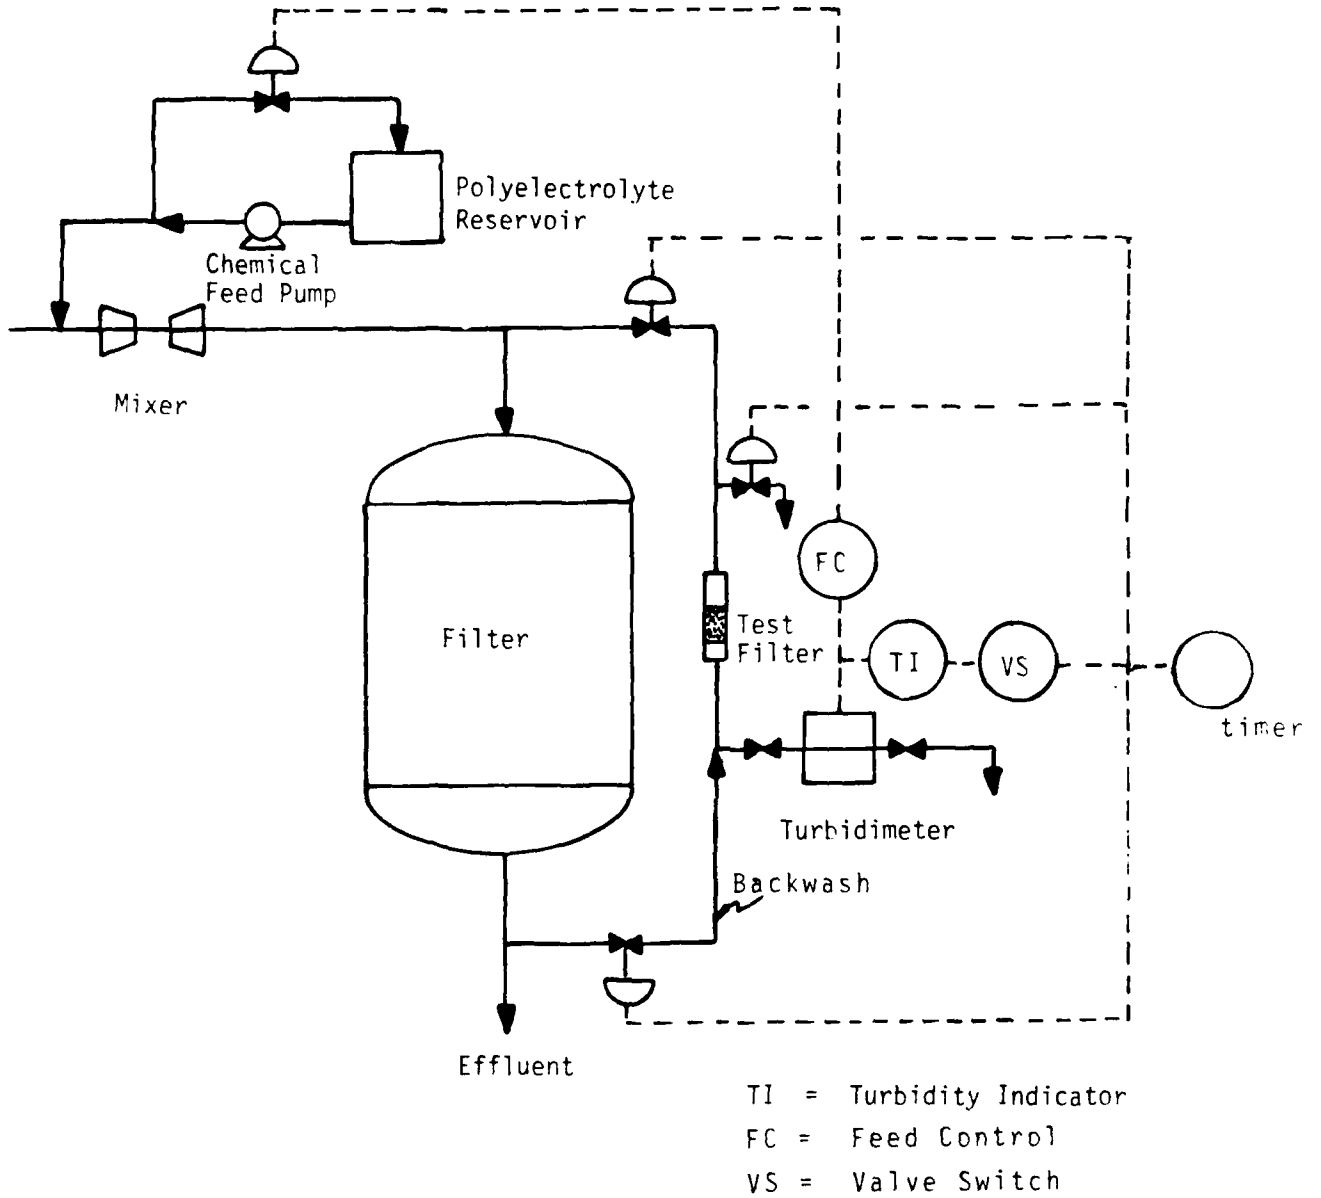 Polyelectrolyte
Reservoir
Chemical
Feed Pump
Mixer
FC
Filter
Test
Filter
TI
VS
timer
Turbidimeter
Backwash
Effluent
TI = Turbidity Indicator
FC = Feed Control
VS = Valve Switch